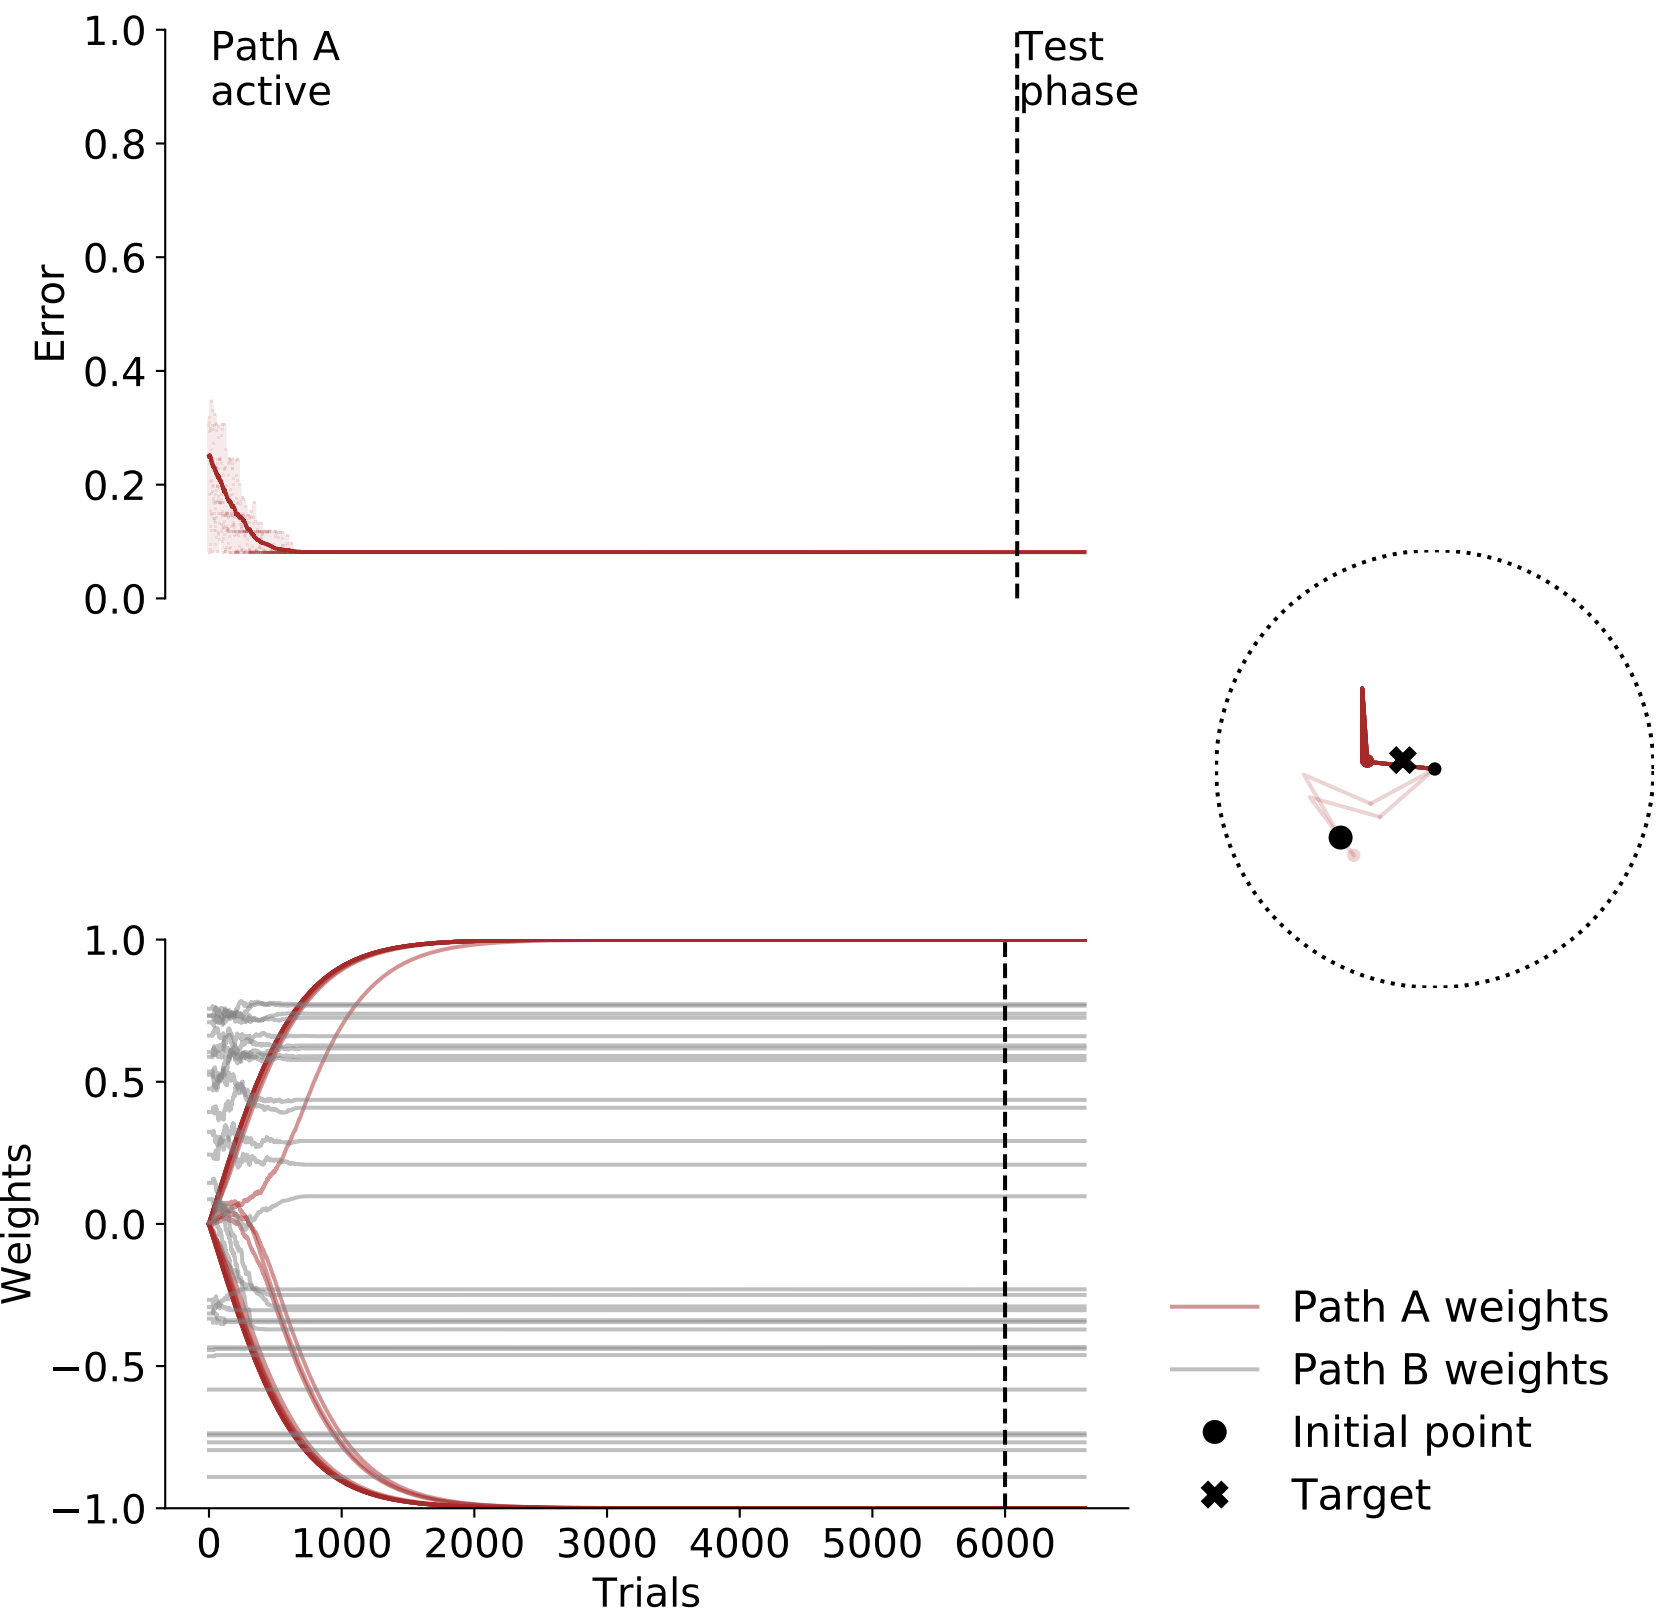 1.0
Path A
active
Test
phase
0.8
0.6
0.4
0.2
0.0
Error
1.0
0.5
0.0
−0.5
−1.0
Weights
0 1000 2000 3000 4000 5000 6000
Trials
Path A weights
Path B weights
Initial point
Target